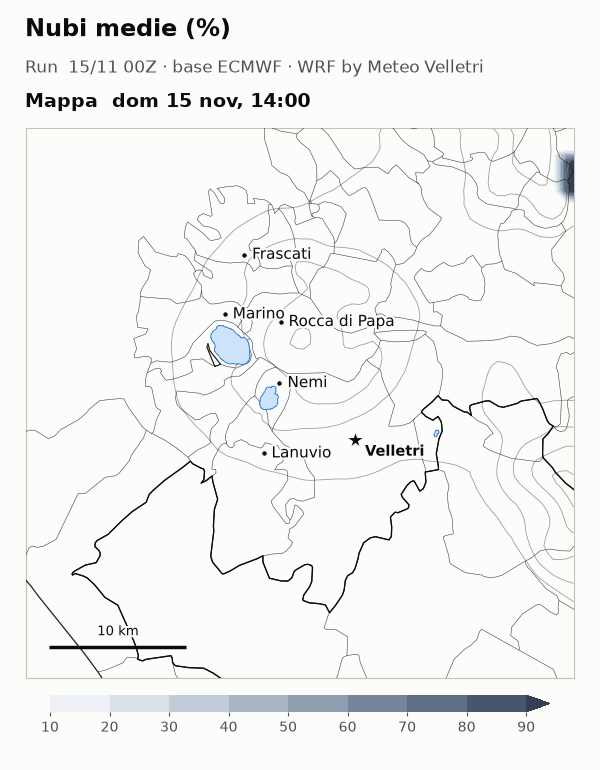 Nubi medie (%)
Run  15/11 00Z · base ECMWF · WRF by Meteo Velletri
Mappa  dom 15 nov, 14:00
Frascati
Marino
Rocca di Papa
Nemi
Lanuvio
Velletri
10 km
10 20 30 40 50 60 70 80 90